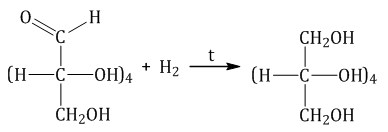 O H
C CH₂OH
(H—C—OH)₄ + H₂ t (H—C—OH)₄
CH₂OH CH₂OH